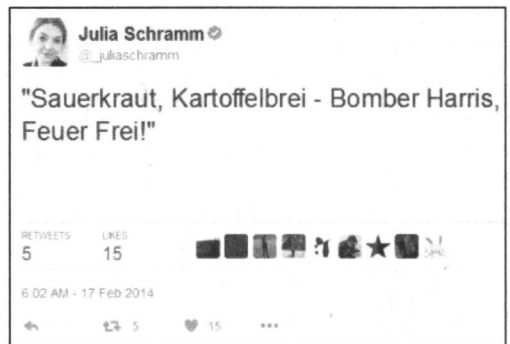 Julia Schramm
@_juliaschramm
"Sauerkraut, Kartoffelbrei - Bomber Harris,
Feuer Frei!"
RETWEETS LIKES
5 15
6:02 AM - 17 Feb 2014
5 15